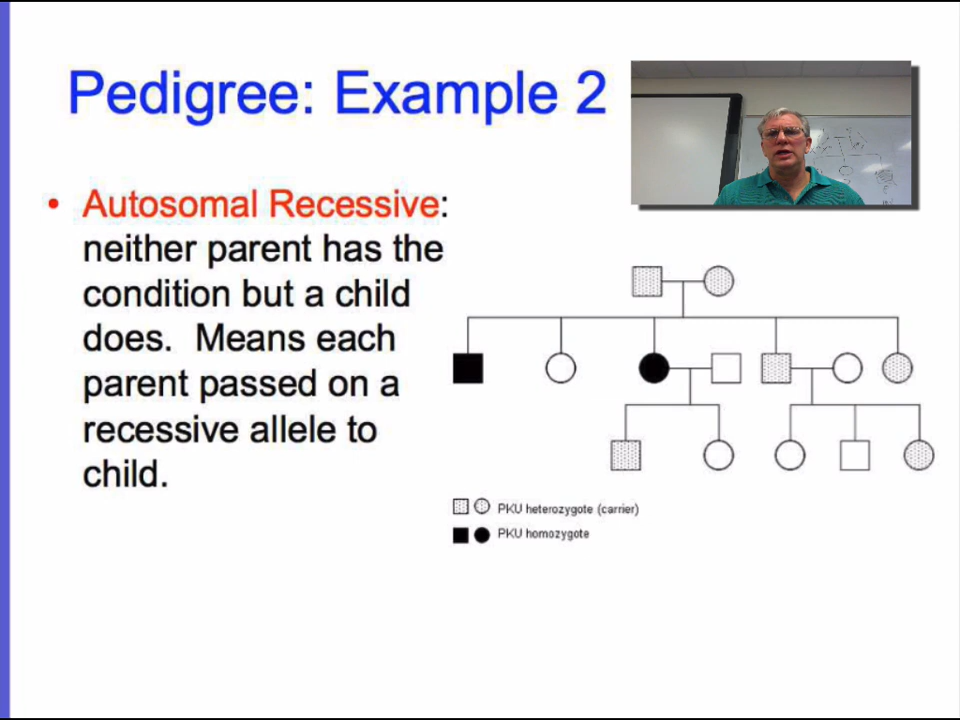 Pedigree: Example 2
• Autosomal Recessive:
neither parent has the
condition but a child
does. Means each
parent passed on a
recessive allele to
child.
PKU heterozygote (carrier)
PKU homozygote